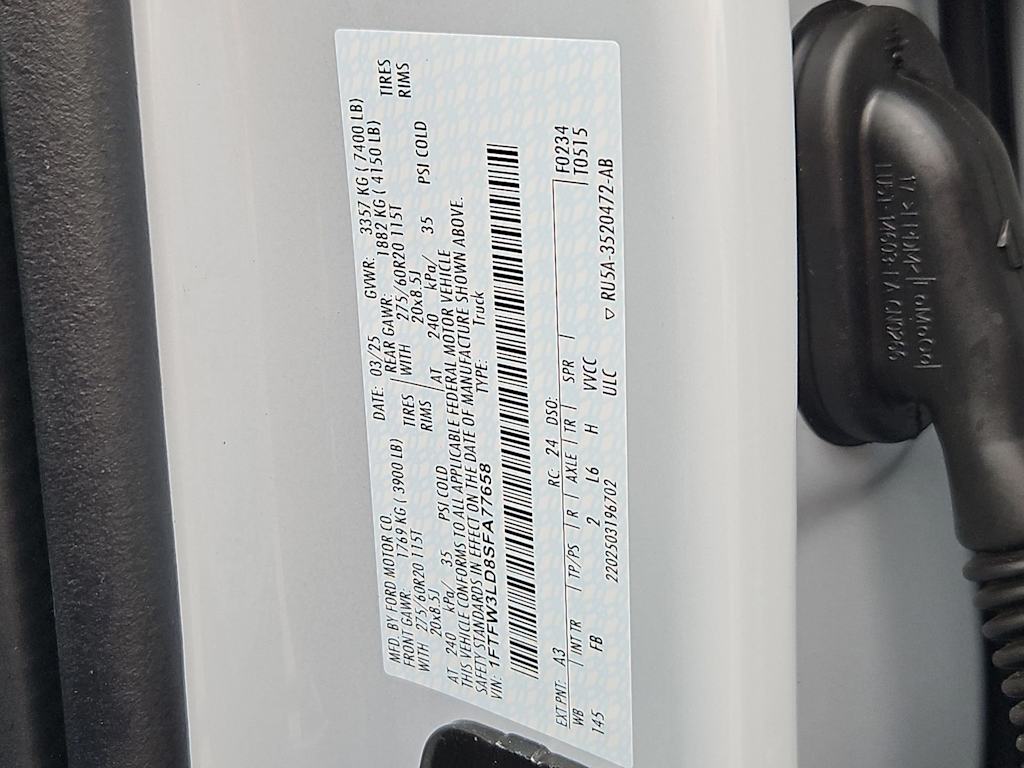 MFD. BY FORD MOTOR CO.
DATE: 03/25 GVWR: 3357 KG ( 7400 LB)
FRONT GAWR: 1769 KG ( 3900 LB) REAR GAWR: 1882 KG ( 4150 LB)
WITH 275/60R20 115T TIRES WITH 275/60R20 115T TIRES
20x8.5J RIMS 20x8.5J RIMS
AT 240 kPa/ 35 PSI COLD AT 240 kPa/ 35 PSI COLD
THIS VEHICLE CONFORMS TO ALL APPLICABLE FEDERAL MOTOR VEHICLE
SAFETY STANDARDS IN EFFECT ON THE DATE OF MANUFACTURE SHOWN ABOVE.
VIN: 1FTFW3LD8SFA77658 TYPE: Truck
EXT PNT: A3 RC: 24 DSO: F0234
WB INT TR TP/PS R AXLE TR SPR T0515
145 FB 2 L6 H VVCC
2202503196702 ULC
RU5A-3520472-AB